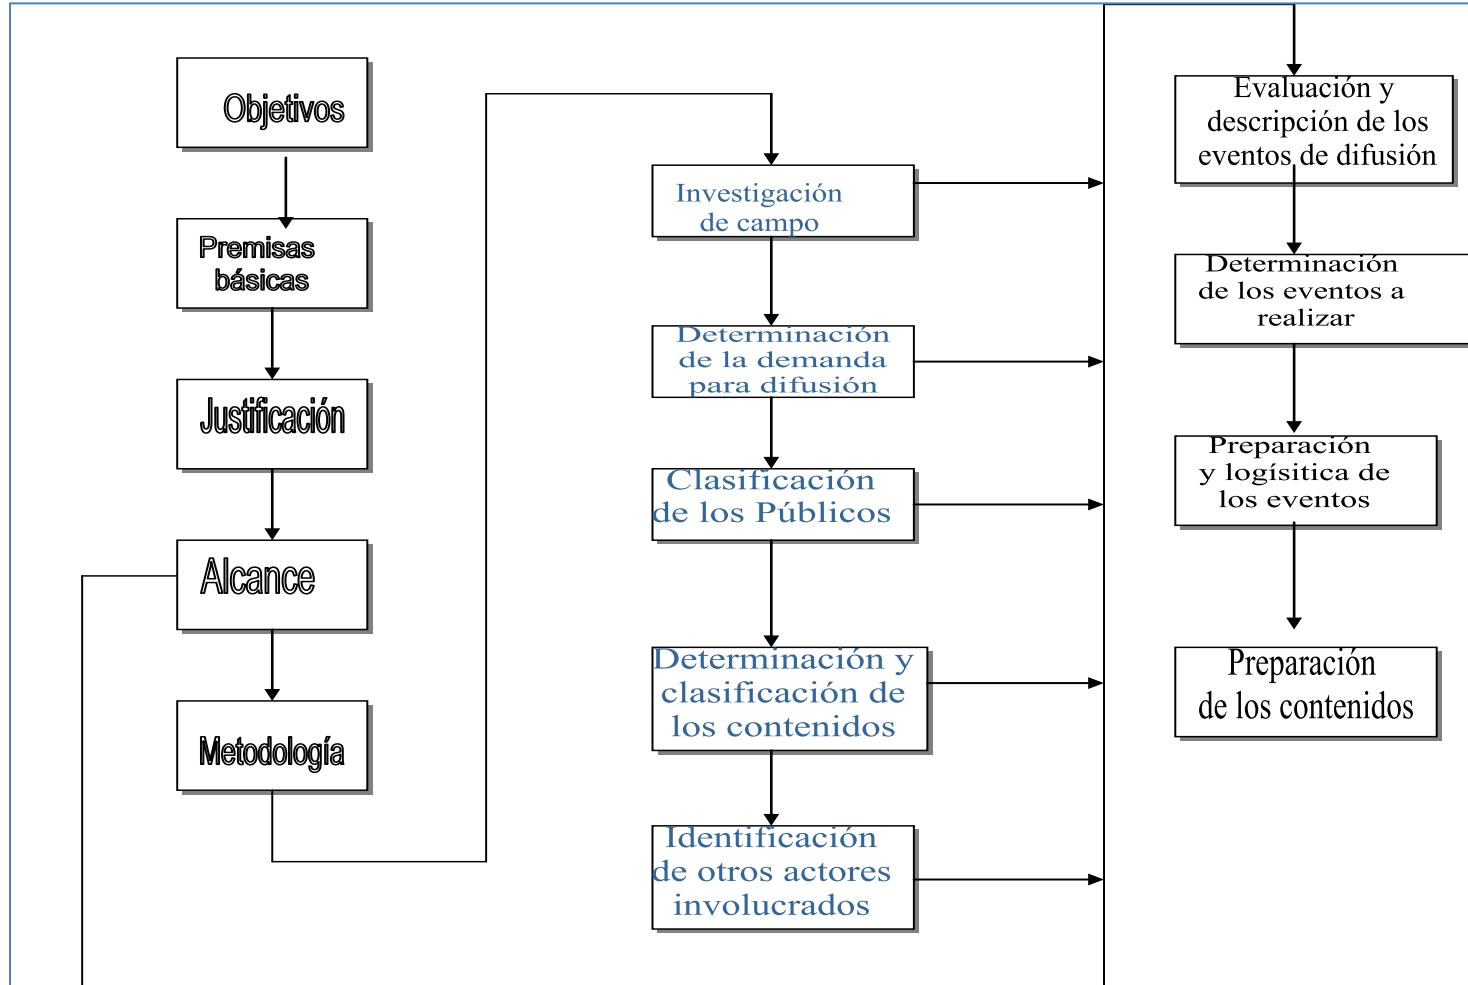 Objetivos
Premisas
básicas
Justificación
Alcance
Metodología
Investigación
de campo
Determinación
de la demanda
para difusión
Clasificación
de los Públicos
Determinación y
clasificación de
los contenidos
Identificación
de otros actores
involucrados
Evaluación y
descripción de los
eventos de difusión
Determinación
de los eventos a
realizar
Preparación
y logísitica de
los eventos
Preparación
de los contenidos